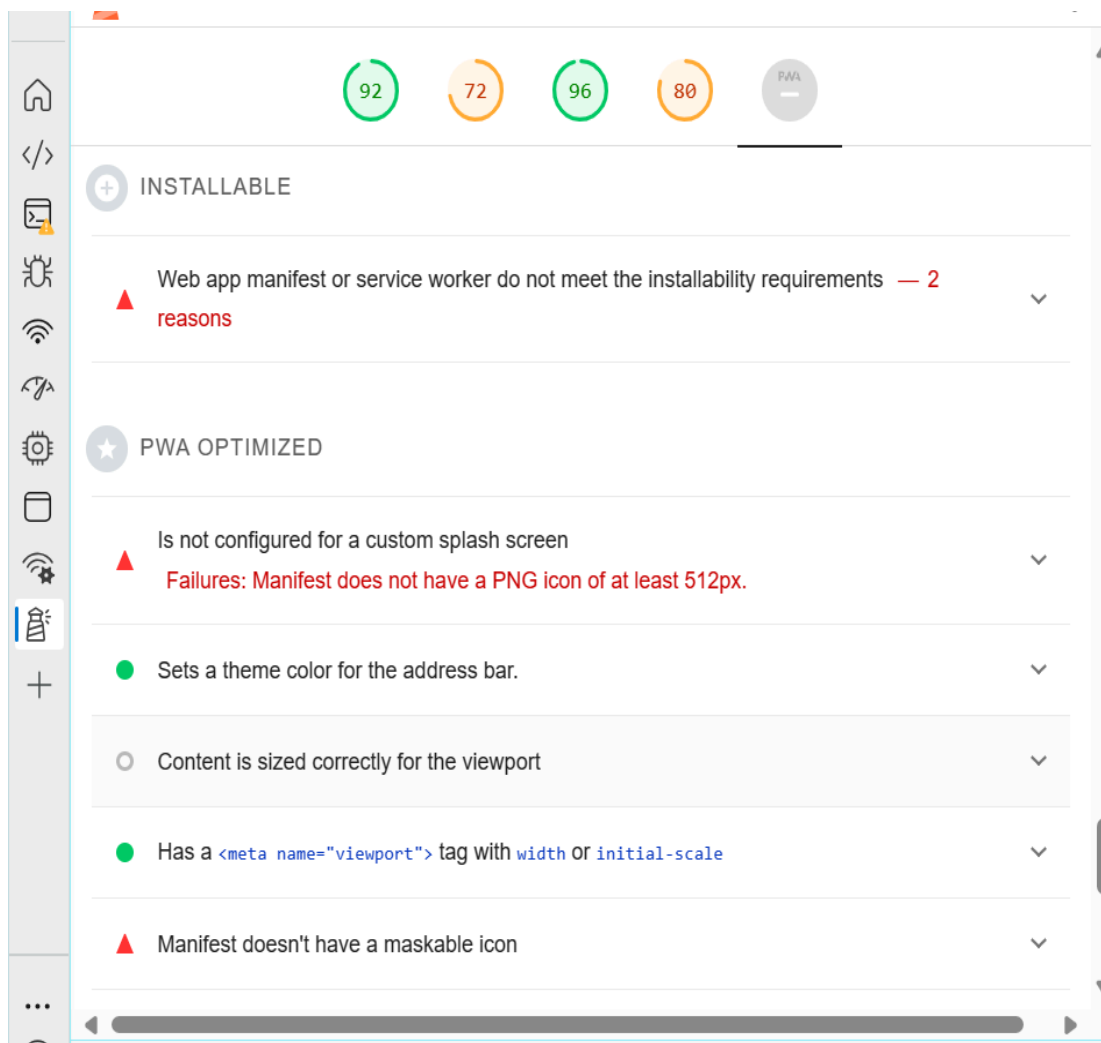 92 72 96 80 PWA
INSTALLABLE
Web app manifest or service worker do not meet the installability requirements — 2
reasons
PWA OPTIMIZED
Is not configured for a custom splash screen
Failures: Manifest does not have a PNG icon of at least 512px.
Sets a theme color for the address bar.
Content is sized correctly for the viewport
Has a <meta name="viewport"> tag with width or initial-scale
Manifest doesn't have a maskable icon